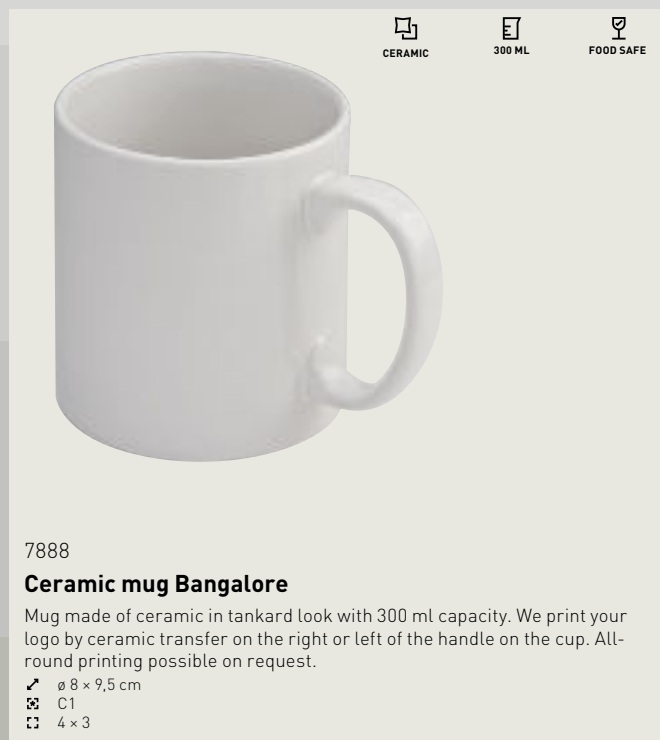 CERAMIC
300 ML
FOOD SAFE
7888
Ceramic mug Bangalore
Mug made of ceramic in tankard look with 300 ml capacity. We print your
logo by ceramic transfer on the right or left of the handle on the cup. All-
round printing possible on request.
ø 8 × 9,5 cm
C1
4 × 3